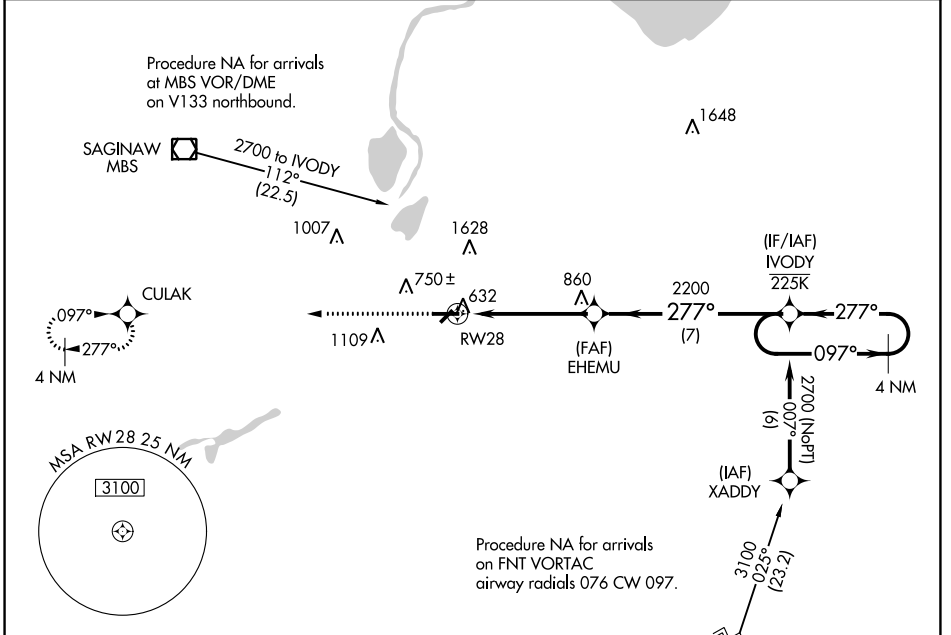 Procedure NA for arrivals
at MBS VOR/DME
on V133 northbound.
1648
SAGINAW
MBS
2700 to IVODY
112°
(22.5)
1007
1628
(IF/IAF)
IVODY
225K
CULAK
097°
277°
4 NM
750 ±
632
860
2200
277°
(7)
277°
097°
4 NM
1109
RW28
(FAF)
EHEMU
2700 (NoPT)
007°
(6)
(IAF)
XADDY
MSA RW 28 25 NM
3100
Procedure NA for arrivals
on FNT VORTAC
airway radials 076 CW 097.
3100
025°
(23.2)